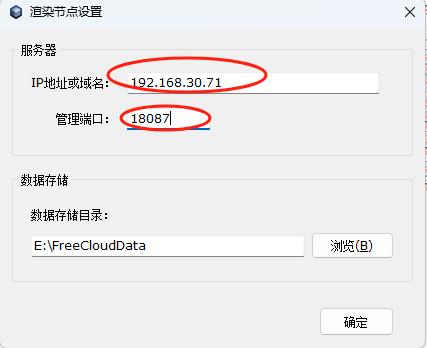 渲染节点设置
服务器
IP地址或域名: 192.168.30.71
管理端口: 18087
数据存储
数据存储目录:
E:\FreeCloudData 浏览(B)
确定